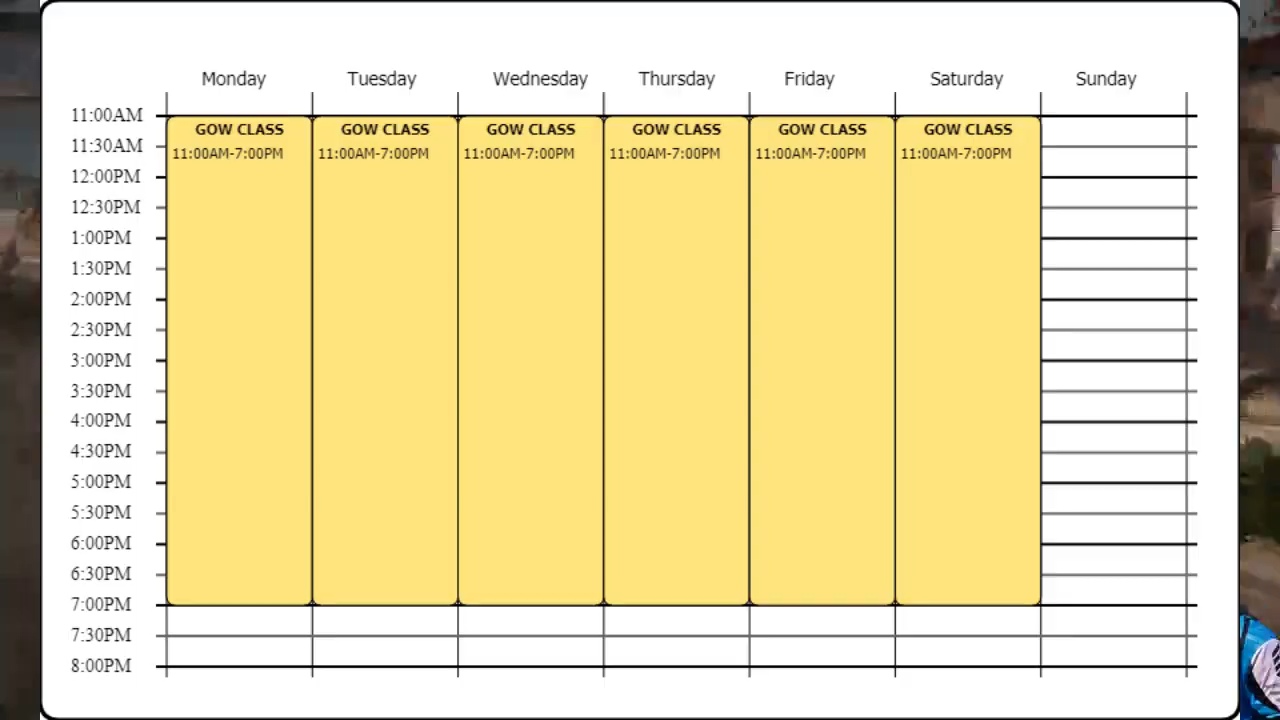 Monday Tuesday Wednesday Thursday Friday Saturday Sunday
11:00AM
GOW CLASS GOW CLASS GOW CLASS GOW CLASS GOW CLASS GOW CLASS
11:30AM
11:00AM-7:00PM 11:00AM-7:00PM 11:00AM-7:00PM 11:00AM-7:00PM 11:00AM-7:00PM 11:00AM-7:00PM
12:00PM
12:30PM
1:00PM
1:30PM
2:00PM
2:30PM
3:00PM
3:30PM
4:00PM
4:30PM
5:00PM
5:30PM
6:00PM
6:30PM
7:00PM
7:30PM
8:00PM